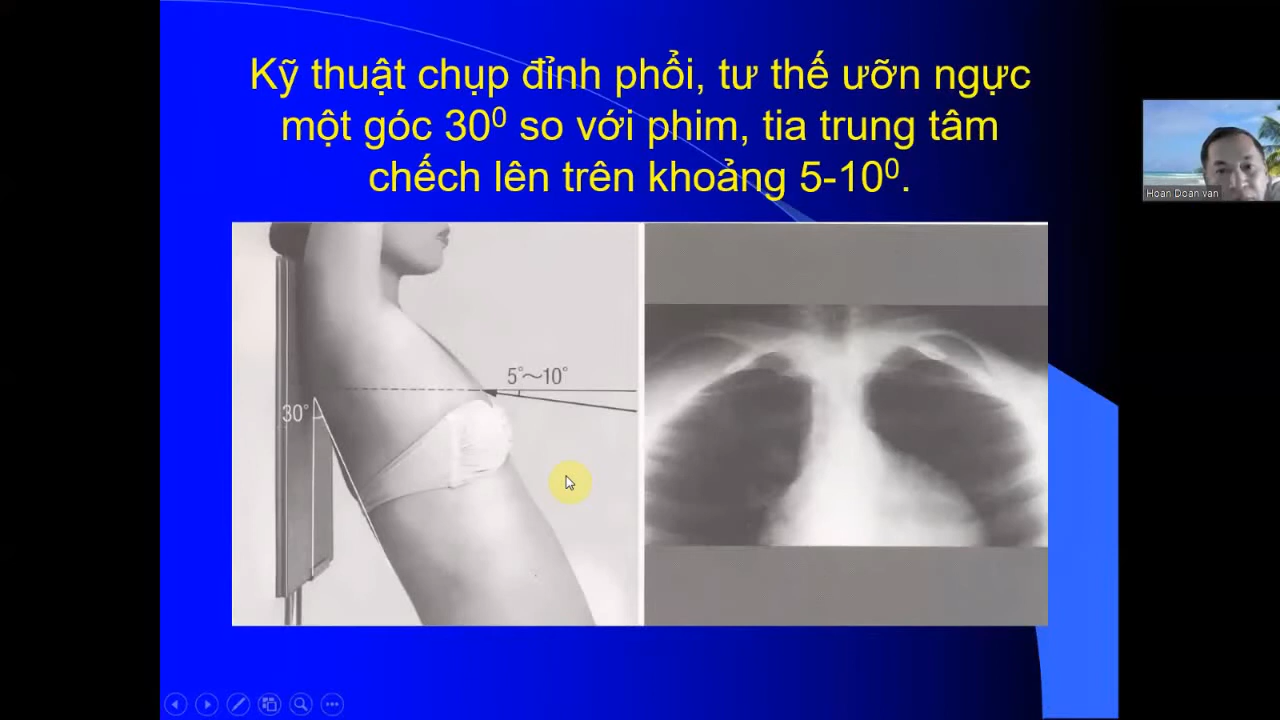 Kỹ thuật chụp đỉnh phổi, tư thế ưỡn ngực
một góc 30⁰ so với phim, tia trung tâm
chếch lên trên khoảng 5-10⁰.
Hoan Doan van
5°～10°
30°